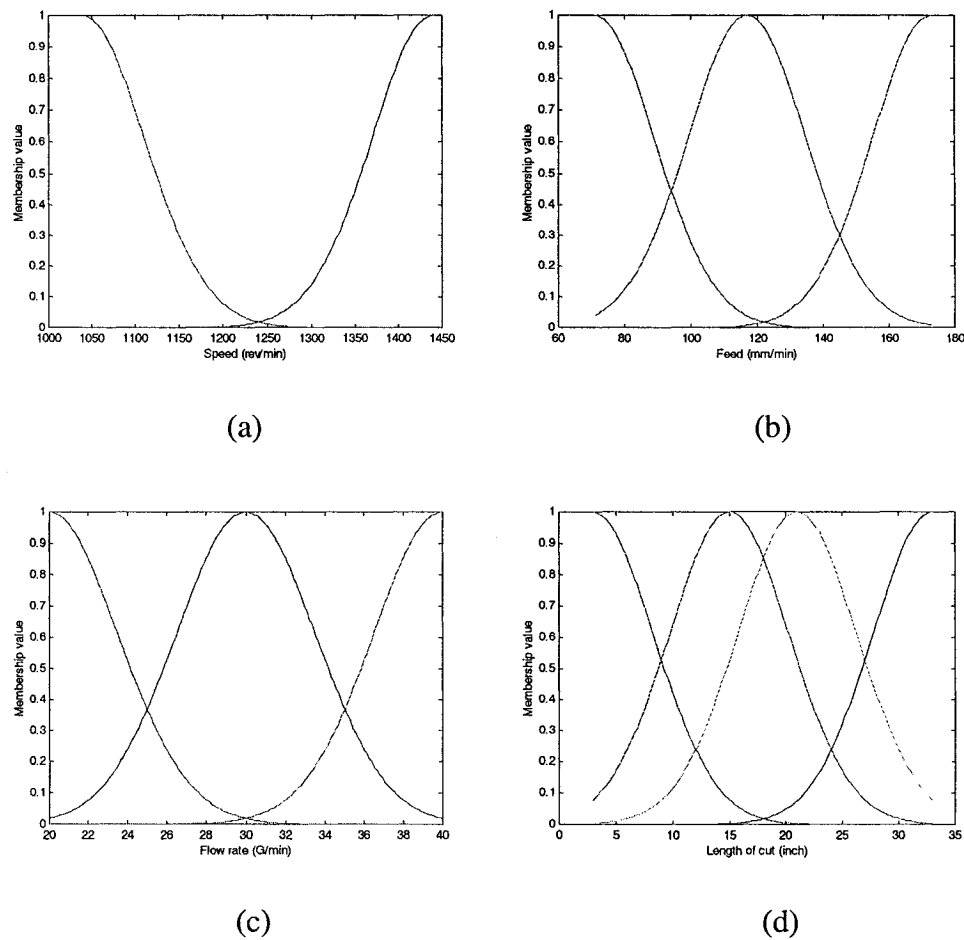 1
0.9
0.8
0.7
0.6
0.5
0.4
0.3
0.2
0.1
0
Membership value
1000 1050 1100 1150 1200 1250 1300 1350 1400 1450
Speed (rev/min)
(a)
1
0.9
0.8
0.7
0.6
0.5
0.4
0.3
0.2
0.1
0
Membership value
60 80 100 120 140 160 180
Feed (mm/min)
(b)
1
0.9
0.8
0.7
0.6
0.5
0.4
0.3
0.2
0.1
0
Membership value
20 22 24 26 28 30 32 34 36 38 40
Flow rate (G/min)
(c)
1
0.9
0.8
0.7
0.6
0.5
0.4
0.3
0.2
0.1
0
Membership value
0 5 10 15 20 25 30 35
Length of cut (inch)
(d)